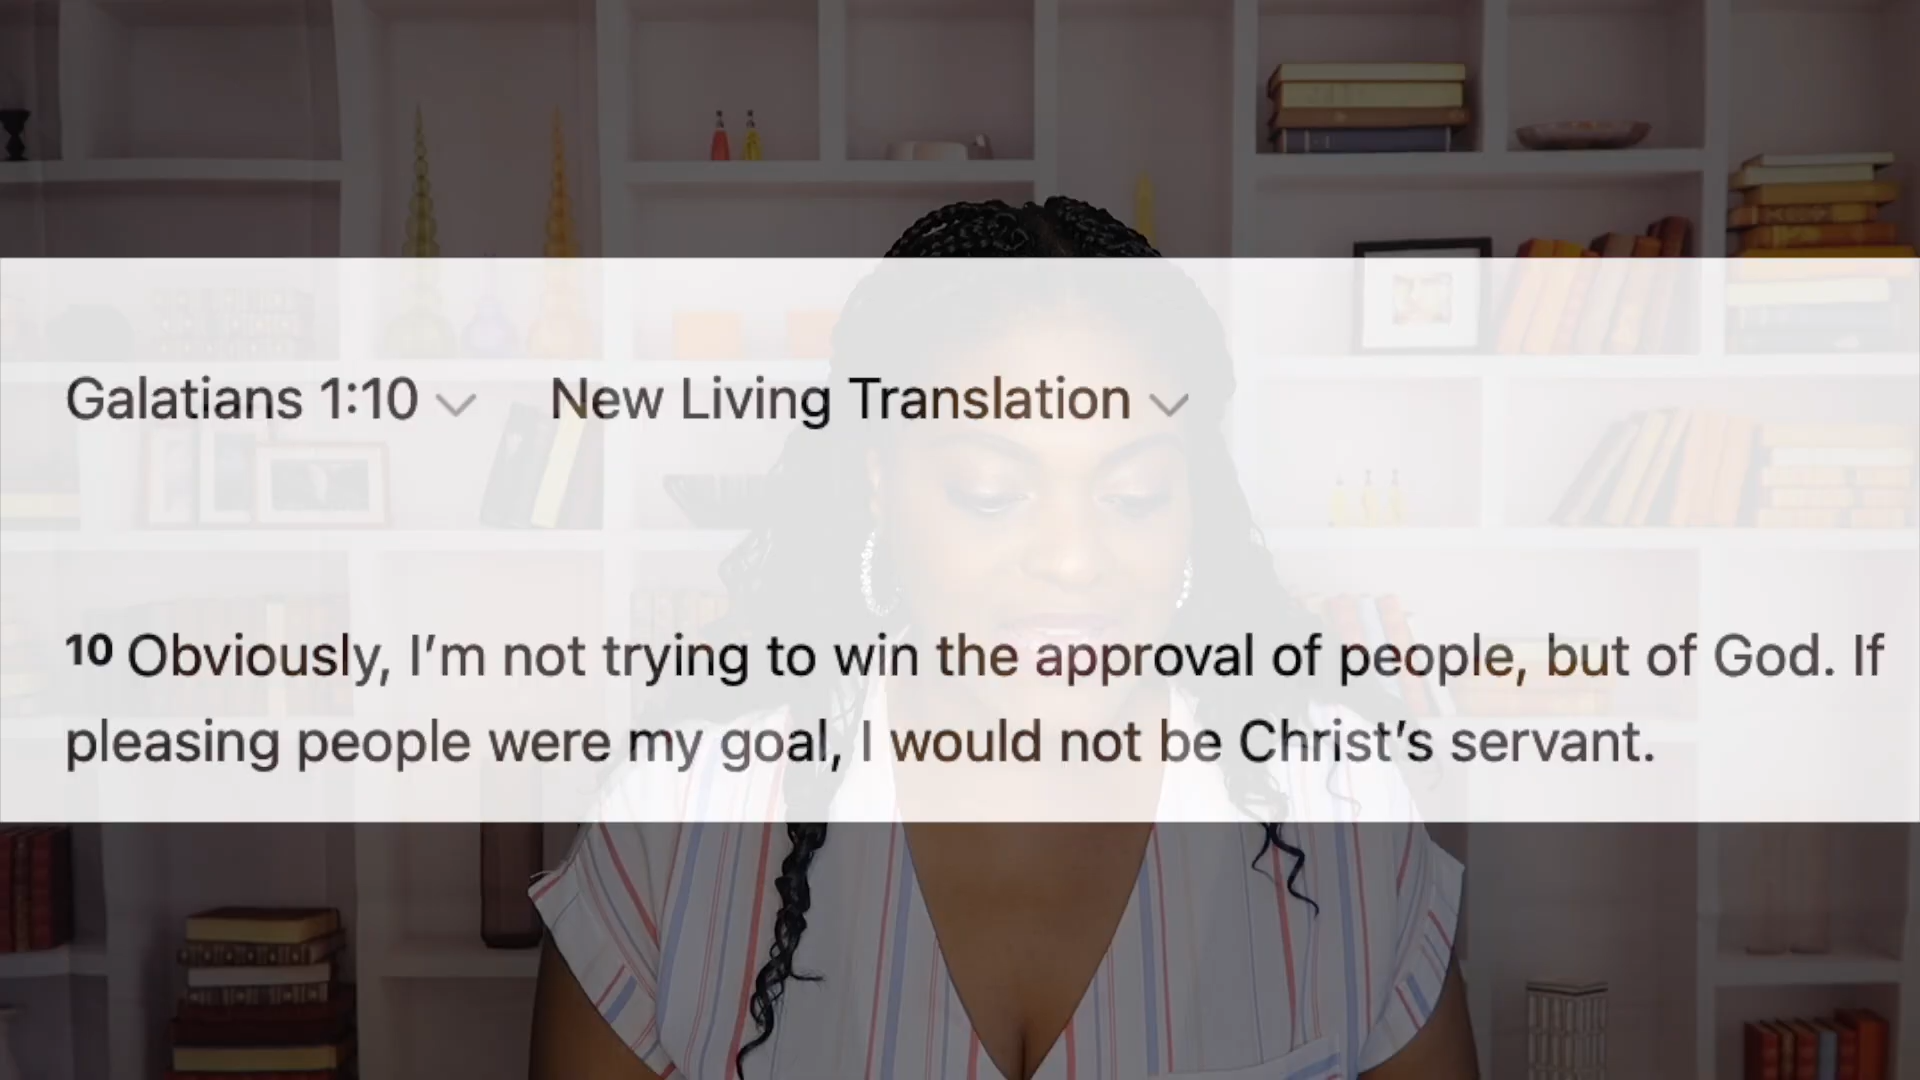 Galatians 1:10 New Living Translation
10 Obviously, I’m not trying to win the approval of people, but of God. If
pleasing people were my goal, I would not be Christ’s servant.